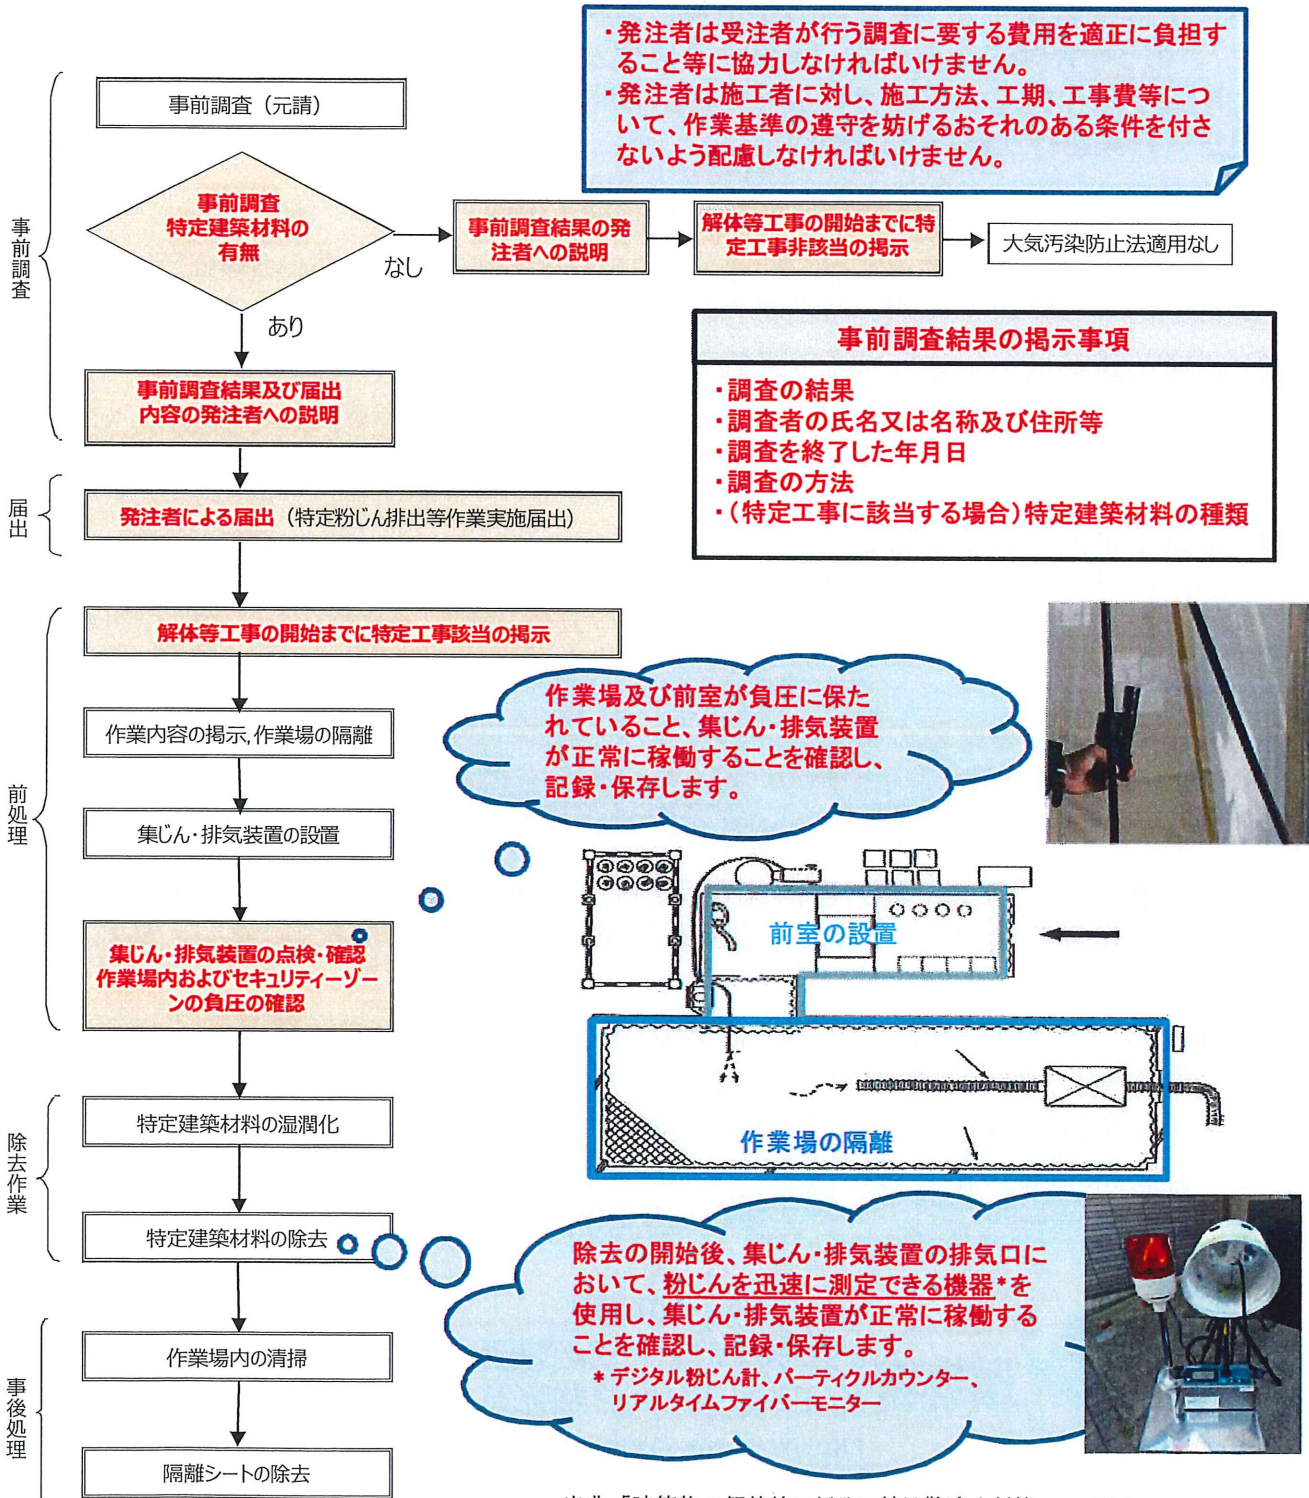 ・発注者は受注者が行う調査に要する費用を適正に負担す
ること等に協力しなければいけません。
・発注者は施工者に対し、施工方法、工期、工事費等につ
いて、作業基準の遵守を妨げるおそれのある条件を付さ
ないよう配慮しなければいけません。
事前調査
事前調査（元請）
事前調査
特定建築材料の
有無
なし
事前調査結果の発
注者への説明
解体等工事の開始までに特
定工事非該当の掲示
大気汚染防止法適用なし
あり
事前調査結果及び届出
内容の発注者への説明
事前調査結果の掲示事項
・調査の結果
・調査者の氏名又は名称及び住所等
・調査を終了した年月日
・調査の方法
・（特定工事に該当する場合）特定建築材料の種類
届出
発注者による届出（特定粉じん排出等作業実施届出）
前処理
解体等工事の開始までに特定工事該当の掲示
作業内容の掲示,作業場の隔離
集じん・排気装置の設置
集じん・排気装置の点検・確認
作業場内およびセキュリティーゾー
ンの負圧の確認
作業場及び前室が負圧に保た
れていること、集じん・排気装置
が正常に稼働することを確認し、
記録・保存します。
前室の設置
作業場の隔離
除去作業
特定建築材料の湿潤化
特定建築材料の除去
除去の開始後、集じん・排気装置の排気口に
おいて、粉じんを迅速に測定できる機器*を
使用し、集じん・排気装置が正常に稼働する
ことを確認し、記録・保存します。
*デジタル粉じん計、パーティクルカウンター、
リアルタイムファイバーモニター
事後処理
作業場内の清掃
隔離シートの除去